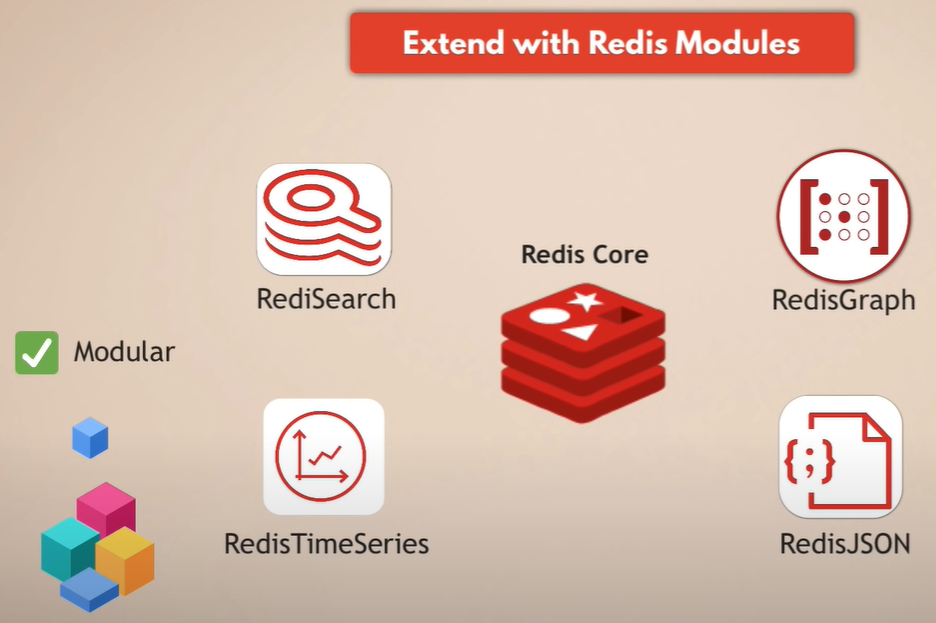 Extend with Redis Modules
RediSearch
Redis Core
RedisGraph
Modular
RedisTimeSeries
RedisJSON